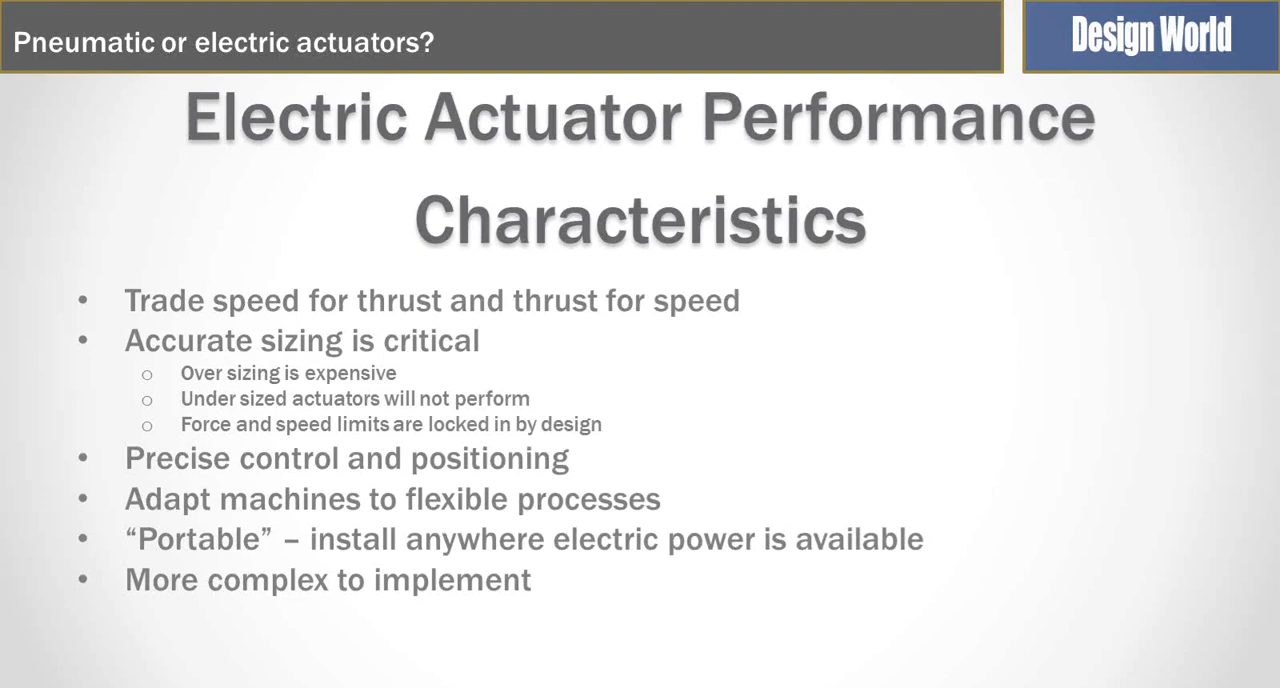 Pneumatic or electric actuators?
Design World
Electric Actuator Performance
Characteristics
• Trade speed for thrust and thrust for speed
• Accurate sizing is critical
o Over sizing is expensive
o Under sized actuators will not perform
o Force and speed limits are locked in by design
• Precise control and positioning
• Adapt machines to flexible processes
• “Portable” – install anywhere electric power is available
• More complex to implement